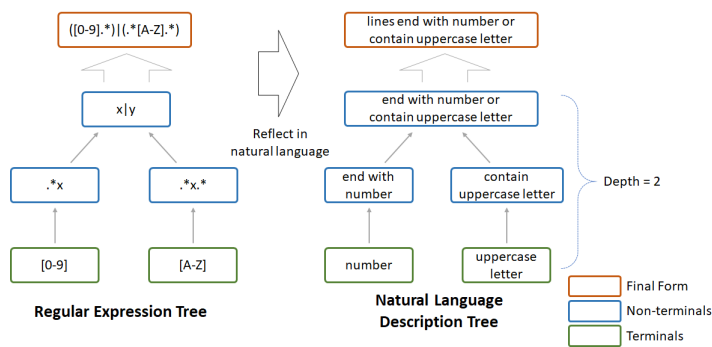 ([0-9].*)|(.*[A-Z].*)
lines end with number or
contain uppercase letter
x|y
Reflect in
natural language
end with number or
contain uppercase letter
.*x
.*x.*
end with
number
contain
uppercase letter
Depth = 2
[0-9]
[A-Z]
number
uppercase
letter
Regular Expression Tree
Natural Language
Description Tree
Final Form
Non-terminals
Terminals